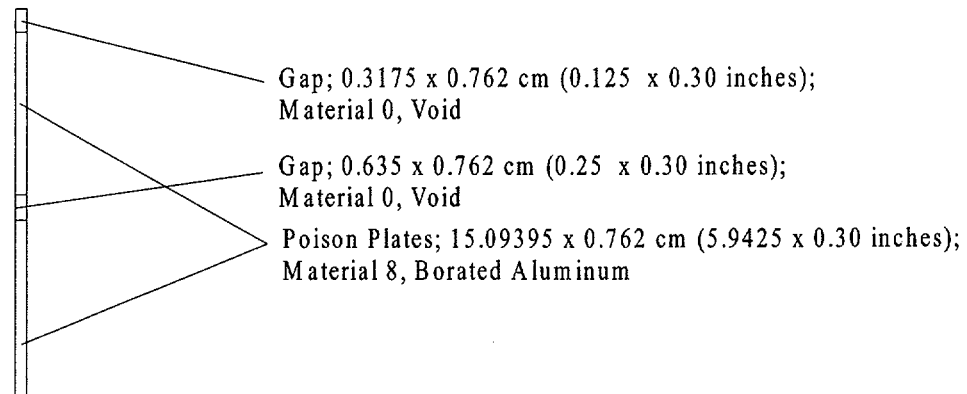 Gap; 0.3175 x 0.762 cm (0.125 x 0.30 inches);
Material 0, Void
Gap; 0.635 x 0.762 cm (0.25 x 0.30 inches);
Material 0, Void
Poison Plates; 15.09395 x 0.762 cm (5.9425 x 0.30 inches);
Material 8, Borated Aluminum